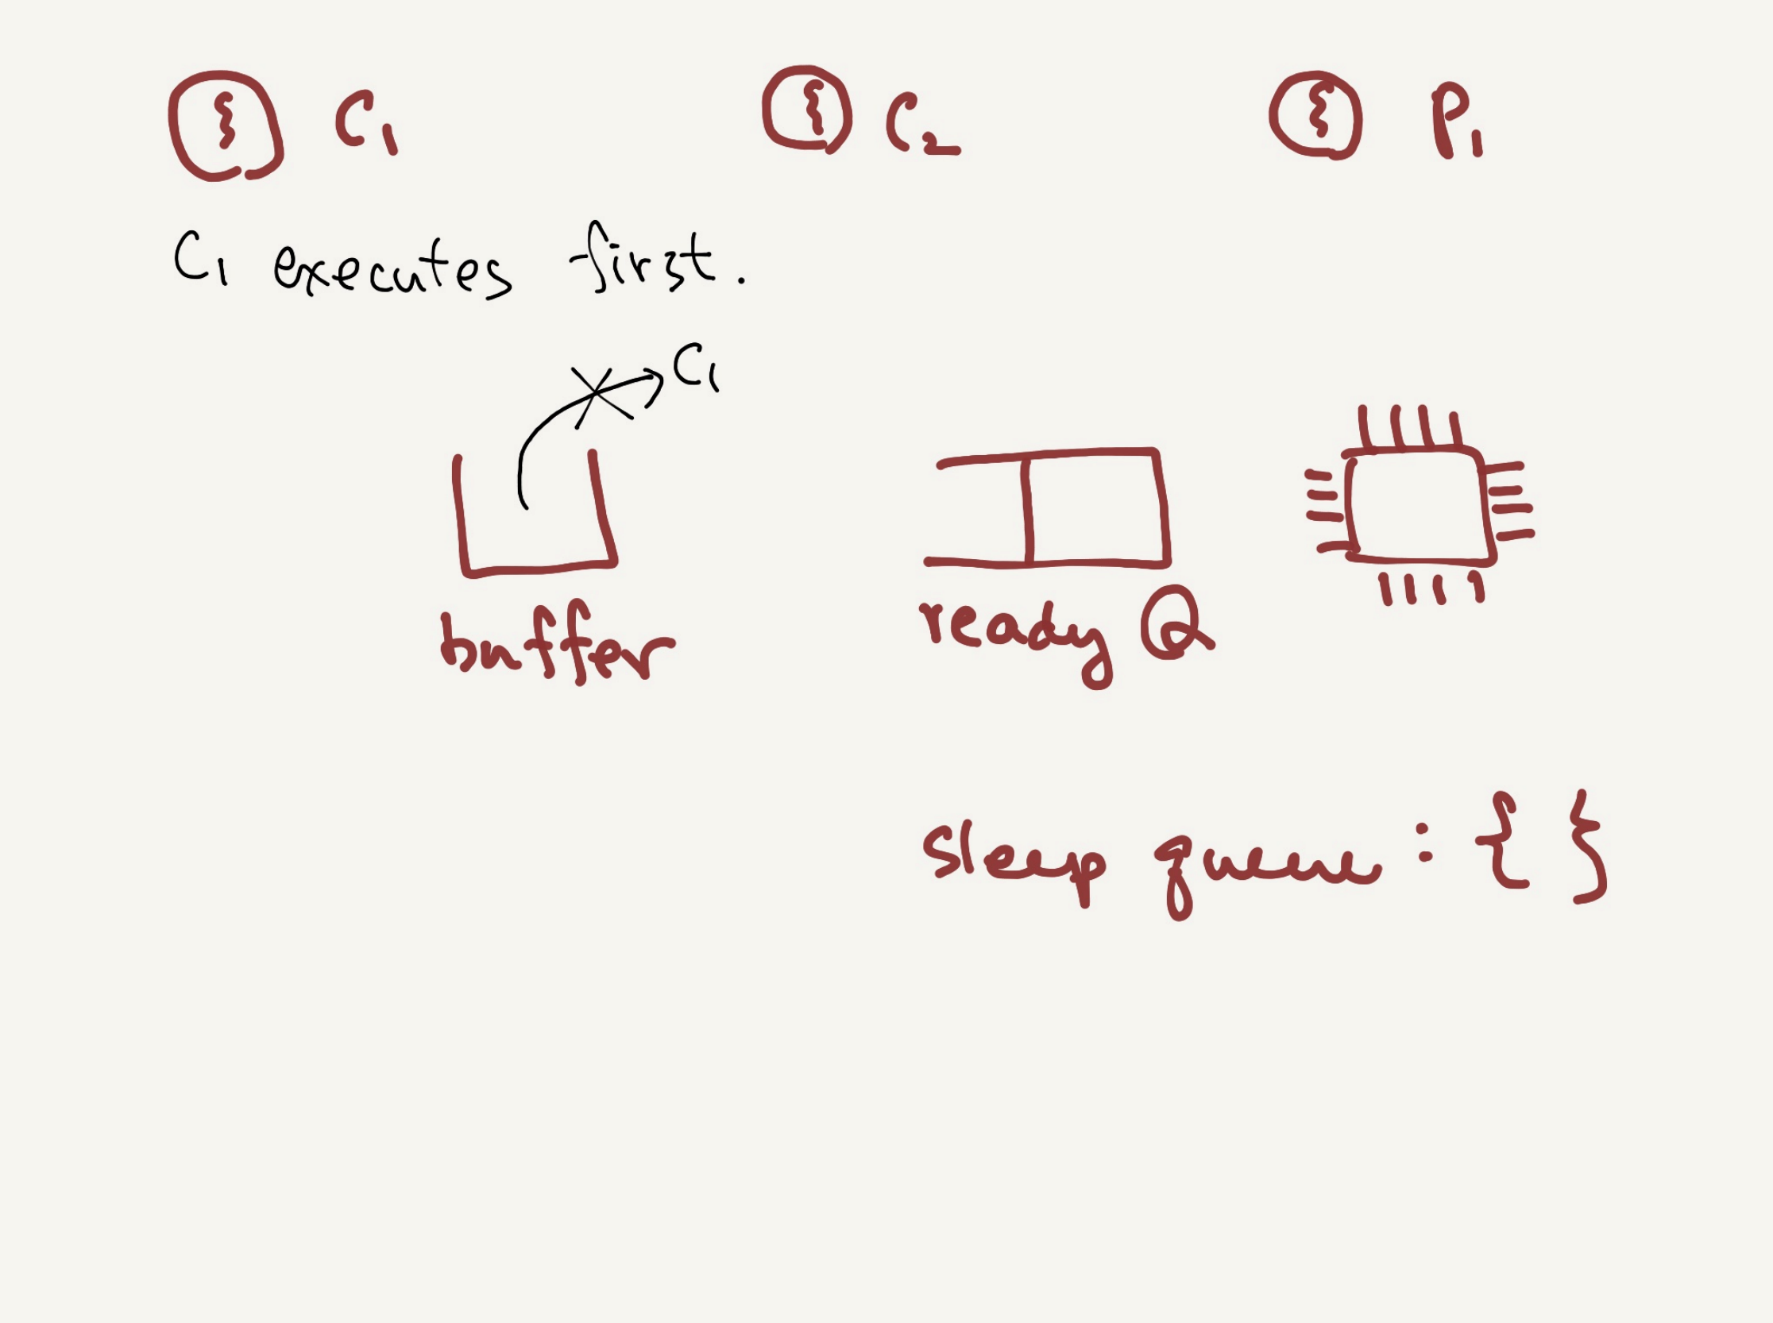 C₁ C₂ P₁
C₁ executes first.
C₁
buffer
ready Q
sleep queue : { }